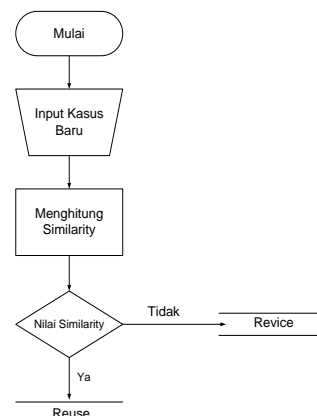 Mulai
Input Kasus
Baru
Menghitung
Similarity
Nilai Similarity
Tidak
Revice
Ya
Reuse